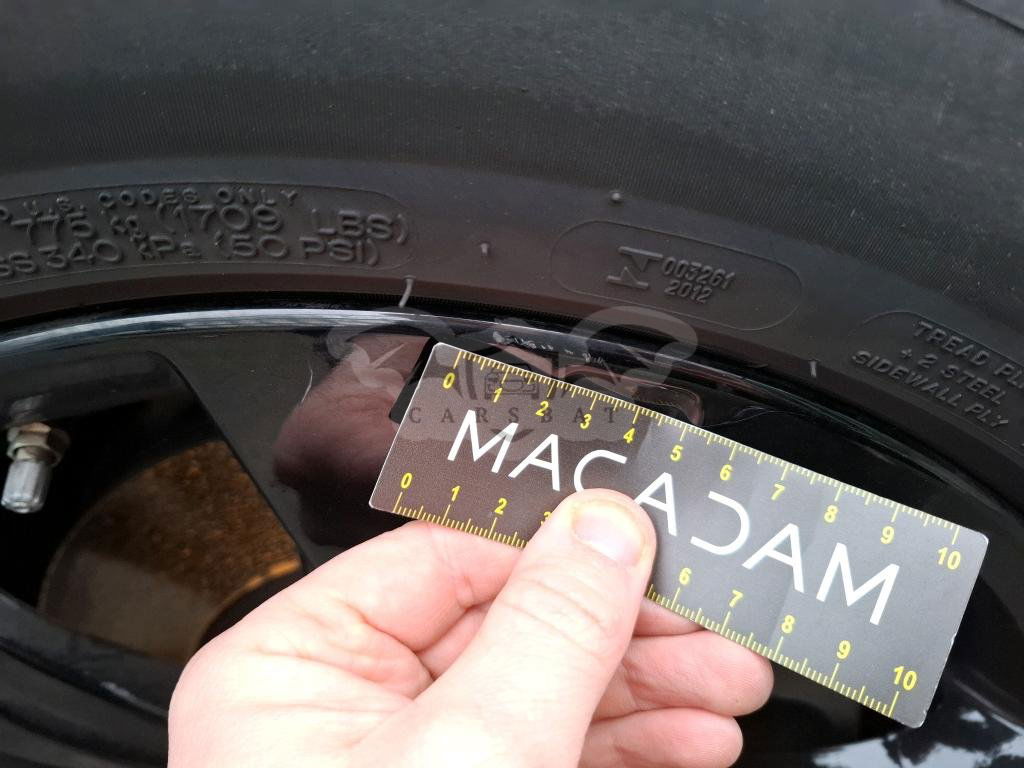 U.S. CODES ONLY
775 kg (1709 LBS)
SS 340 kPa (50 PSI)
003261
2012
TREAD PL
+ 2 STEEL
SIDEWALL PLY
CARSBAT
0 1 2 3 4 5 6 7 8 9 10
MACADAM
0 1 2 3 6 7 8 9 10